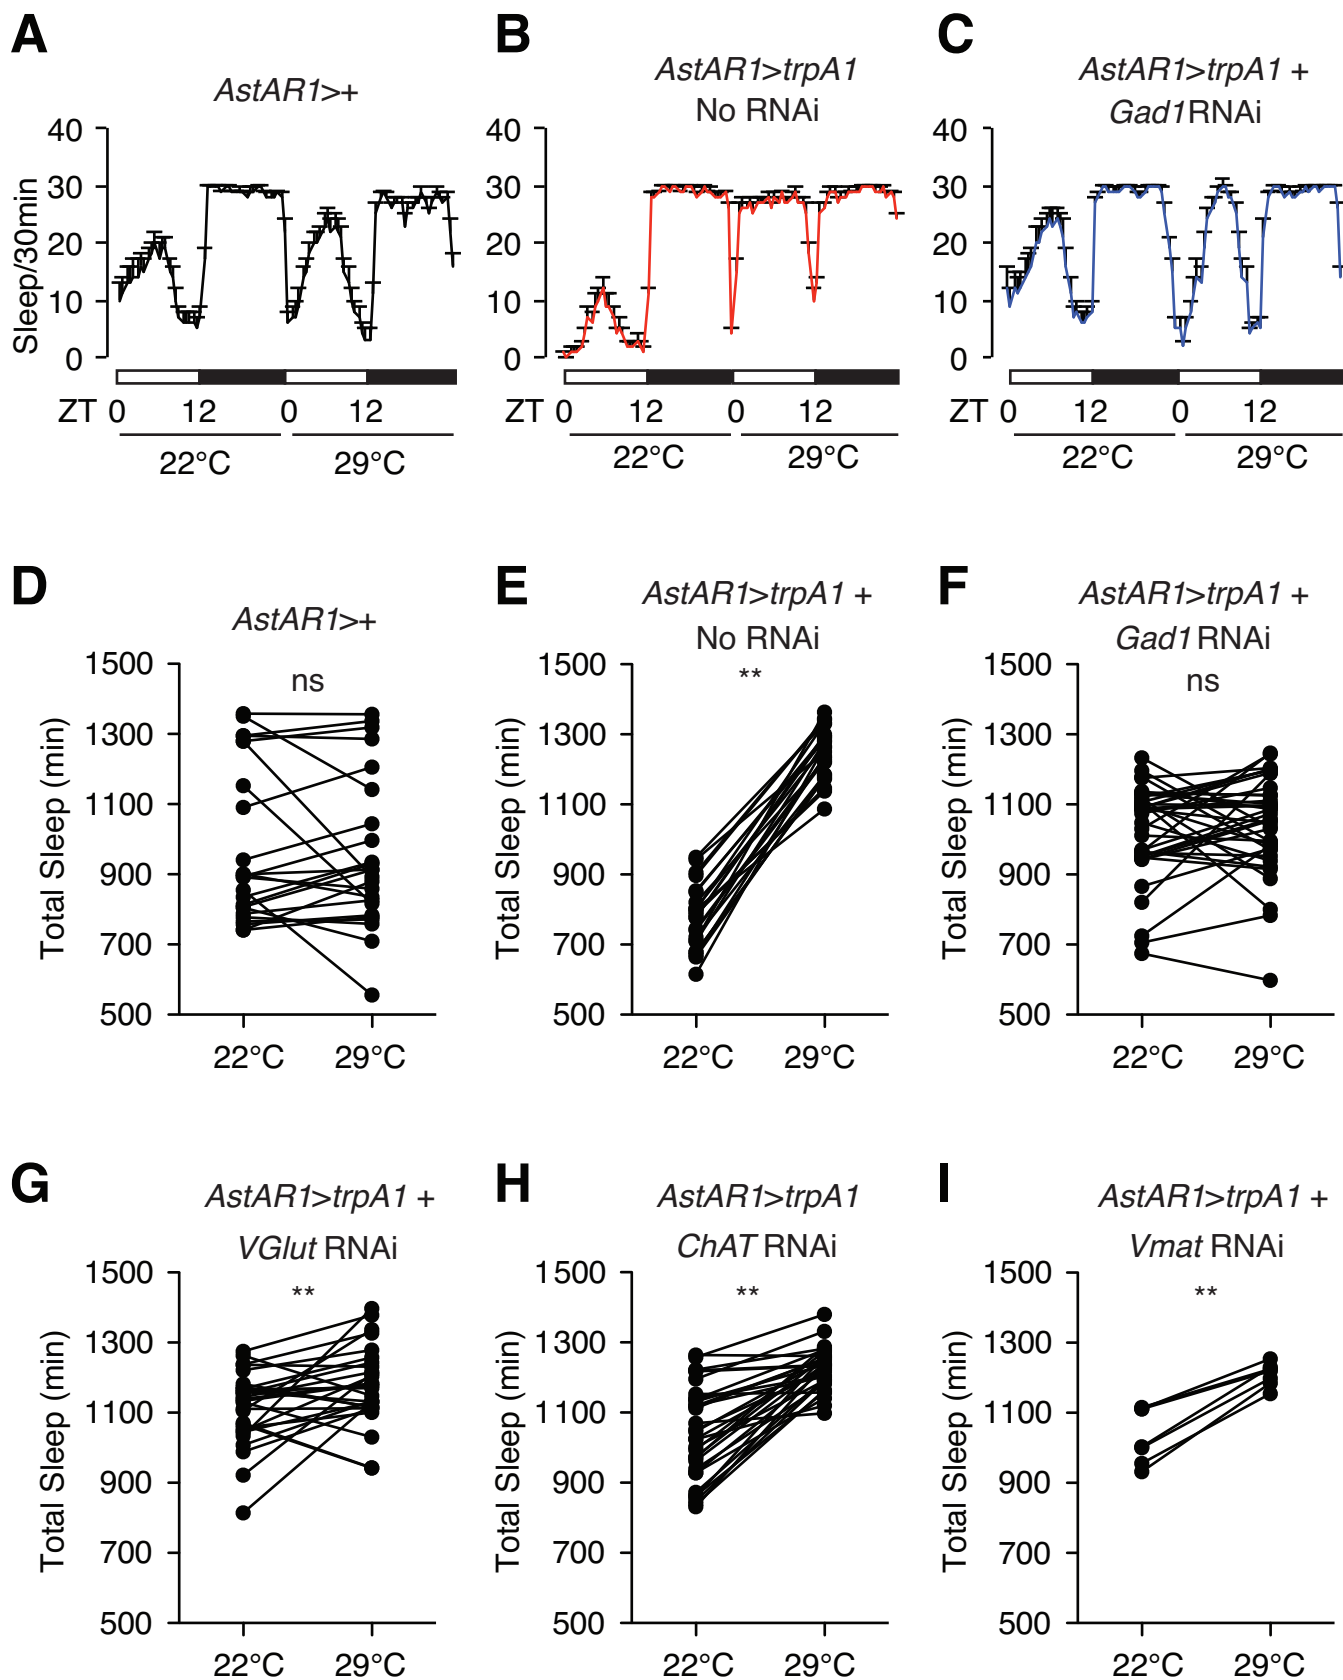 A
B
C
AstAR1>+
AstAR1>trpA1
No RNAi
AstAR1>trpA1 +
Gad1RNAi
Sleep/30min
40
30
20
10
0
40
30
20
10
0
40
30
20
10
0
ZT 0 12 0 12
ZT 0 12 0 12
ZT 0 12 0 12
22°C 29°C
22°C 29°C
22°C 29°C
D
E
F
AstAR1>+
AstAR1>trpA1 +
No RNAi
AstAR1>trpA1 +
Gad1 RNAi
ns
**
ns
Total Sleep (min)
1500
1300
1100
900
700
500
22°C 29°C
Total Sleep (min)
1500
1300
1100
900
700
500
22°C 29°C
Total Sleep (min)
1500
1300
1100
900
700
500
22°C 29°C
G
H
I
AstAR1>trpA1 +
VGlut RNAi
AstAR1>trpA1
ChAT RNAi
AstAR1>trpA1 +
Vmat RNAi
**
**
**
Total Sleep (min)
1500
1300
1100
900
700
500
22°C 29°C
Total Sleep (min)
1500
1300
1100
900
700
500
22°C 29°C
Total Sleep (min)
1500
1300
1100
900
700
500
22°C 29°C